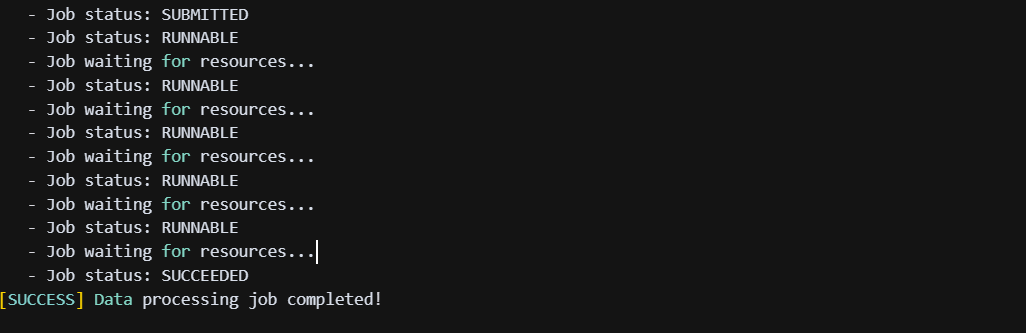 - Job status: SUBMITTED
- Job status: RUNNABLE
- Job waiting for resources...
- Job status: RUNNABLE
- Job waiting for resources...
- Job status: RUNNABLE
- Job waiting for resources...
- Job status: RUNNABLE
- Job waiting for resources...
- Job status: RUNNABLE
- Job waiting for resources...
- Job status: SUCCEEDED
[SUCCESS] Data processing job completed!